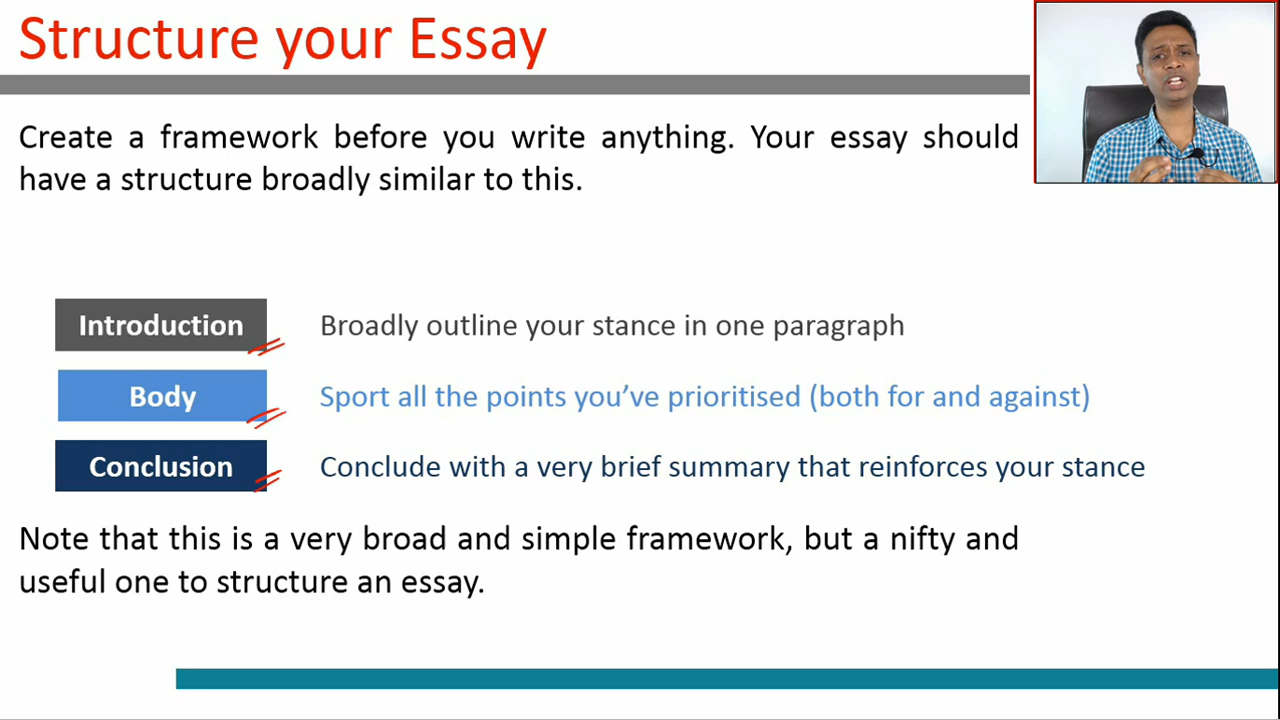 Structure your Essay
Create a framework before you write anything. Your essay should
have a structure broadly similar to this.
Introduction
Broadly outline your stance in one paragraph
Body
Sport all the points you’ve prioritised (both for and against)
Conclusion
Conclude with a very brief summary that reinforces your stance
Note that this is a very broad and simple framework, but a nifty and
useful one to structure an essay.